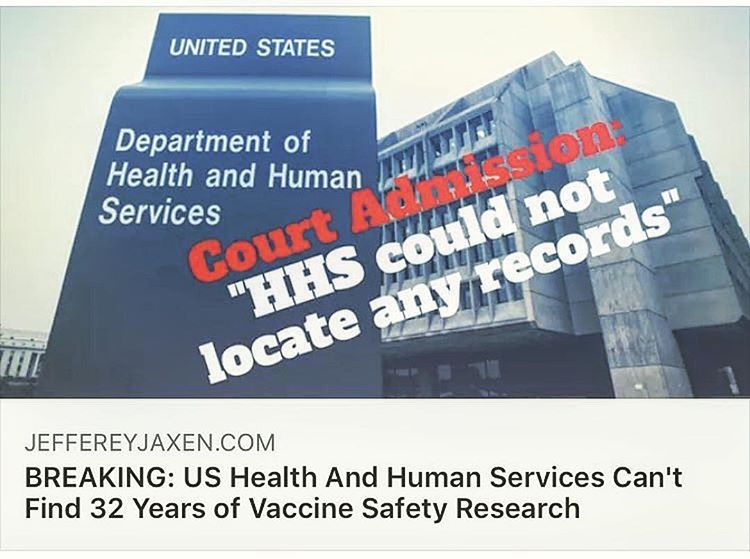 UNITED STATES
Department of
Health and Human
Services
Court Admission:
"HHS could not
locate any records"
JEFFEREYJAXEN.COM
BREAKING: US Health And Human Services Can't
Find 32 Years of Vaccine Safety Research